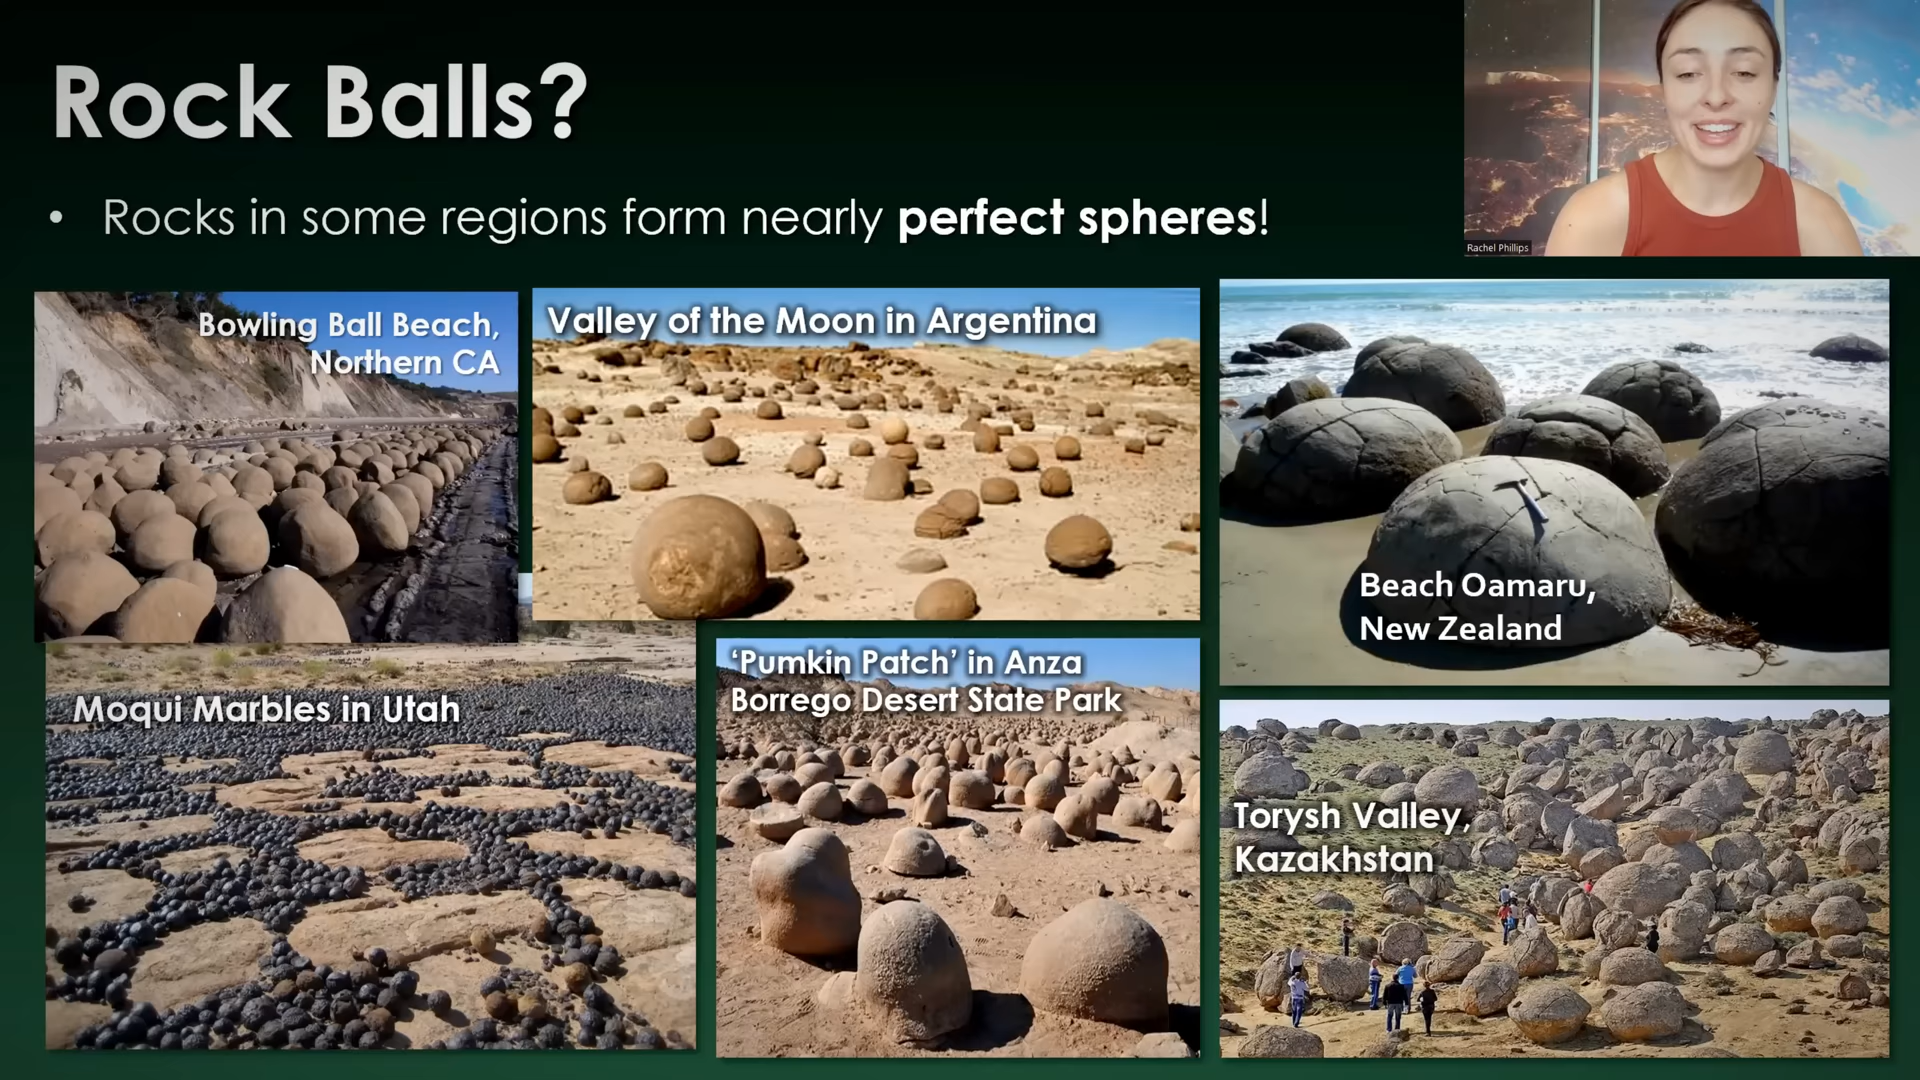 Rock Balls?
• Rocks in some regions form nearly perfect spheres!
Rachel Phillips
Bowling Ball Beach,
Northern CA
Valley of the Moon in Argentina
Beach Oamaru,
New Zealand
Moqui Marbles in Utah
‘Pumkin Patch’ in Anza
Borrego Desert State Park
Torysh Valley,
Kazakhstan